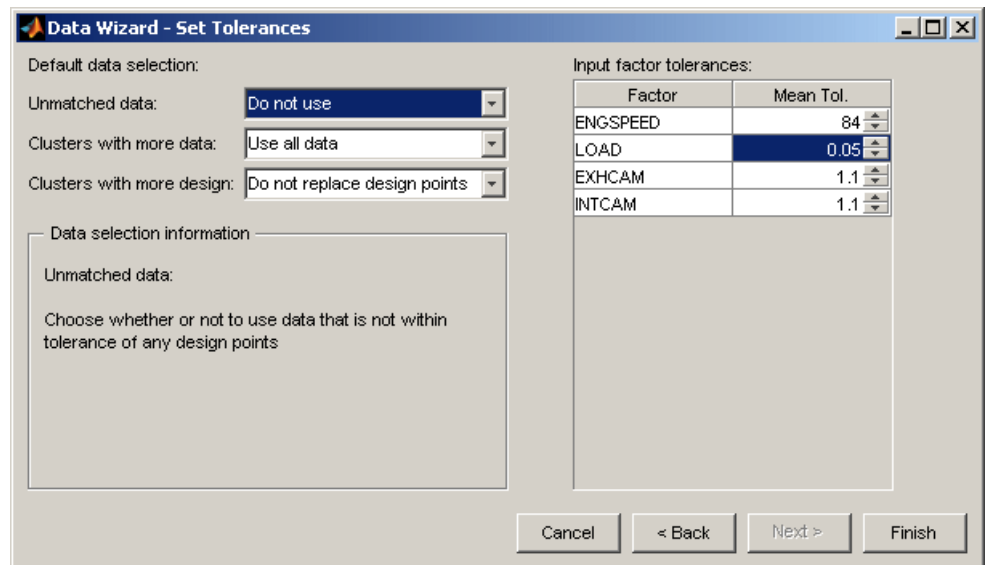 Data Wizard - Set Tolerances
Default data selection:
Unmatched data: Do not use
Clusters with more data: Use all data
Clusters with more design: Do not replace design points
Data selection information
Unmatched data:
Choose whether or not to use data that is not within
tolerance of any design points
Input factor tolerances:
Factor Mean Tol.
ENGSPEED 84
LOAD 0.05
EXHCAM 1.1
INTCAM 1.1
Cancel < Back Next > Finish